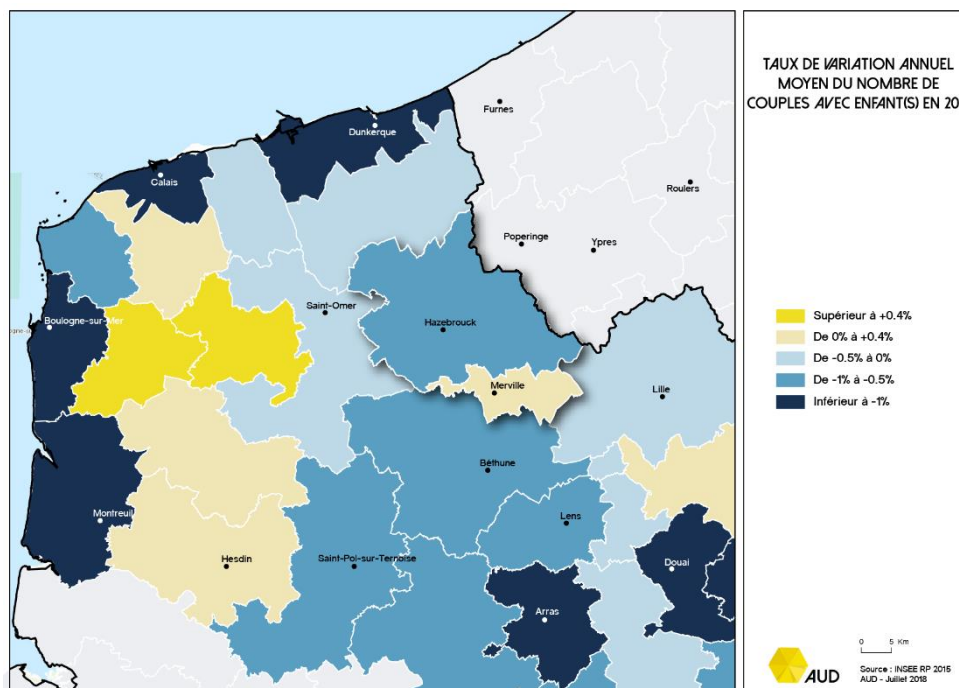 TAUX DE VARIATION ANNUEL
MOYEN DU NOMBRE DE
COUPLES AVEC ENFANT(S) EN 20
Furnes
Dunkerque
Calais
Roulers
Poperinge
Ypres
Saint-Omer
Boulogne-sur-Mer
Hazebrouck
Merville
Lille
Béthune
Montreuil
Lens
Hesdin
Saint-Pol-sur-Ternoise
Douai
Arras
Supérieur à +0.4%
De 0% à +0.4%
De -0.5% à 0%
De -1% à -0.5%
Inférieur à -1%
0 5 Km
AUD
Source : INSEE RP 2015
AUD - Juillet 2018